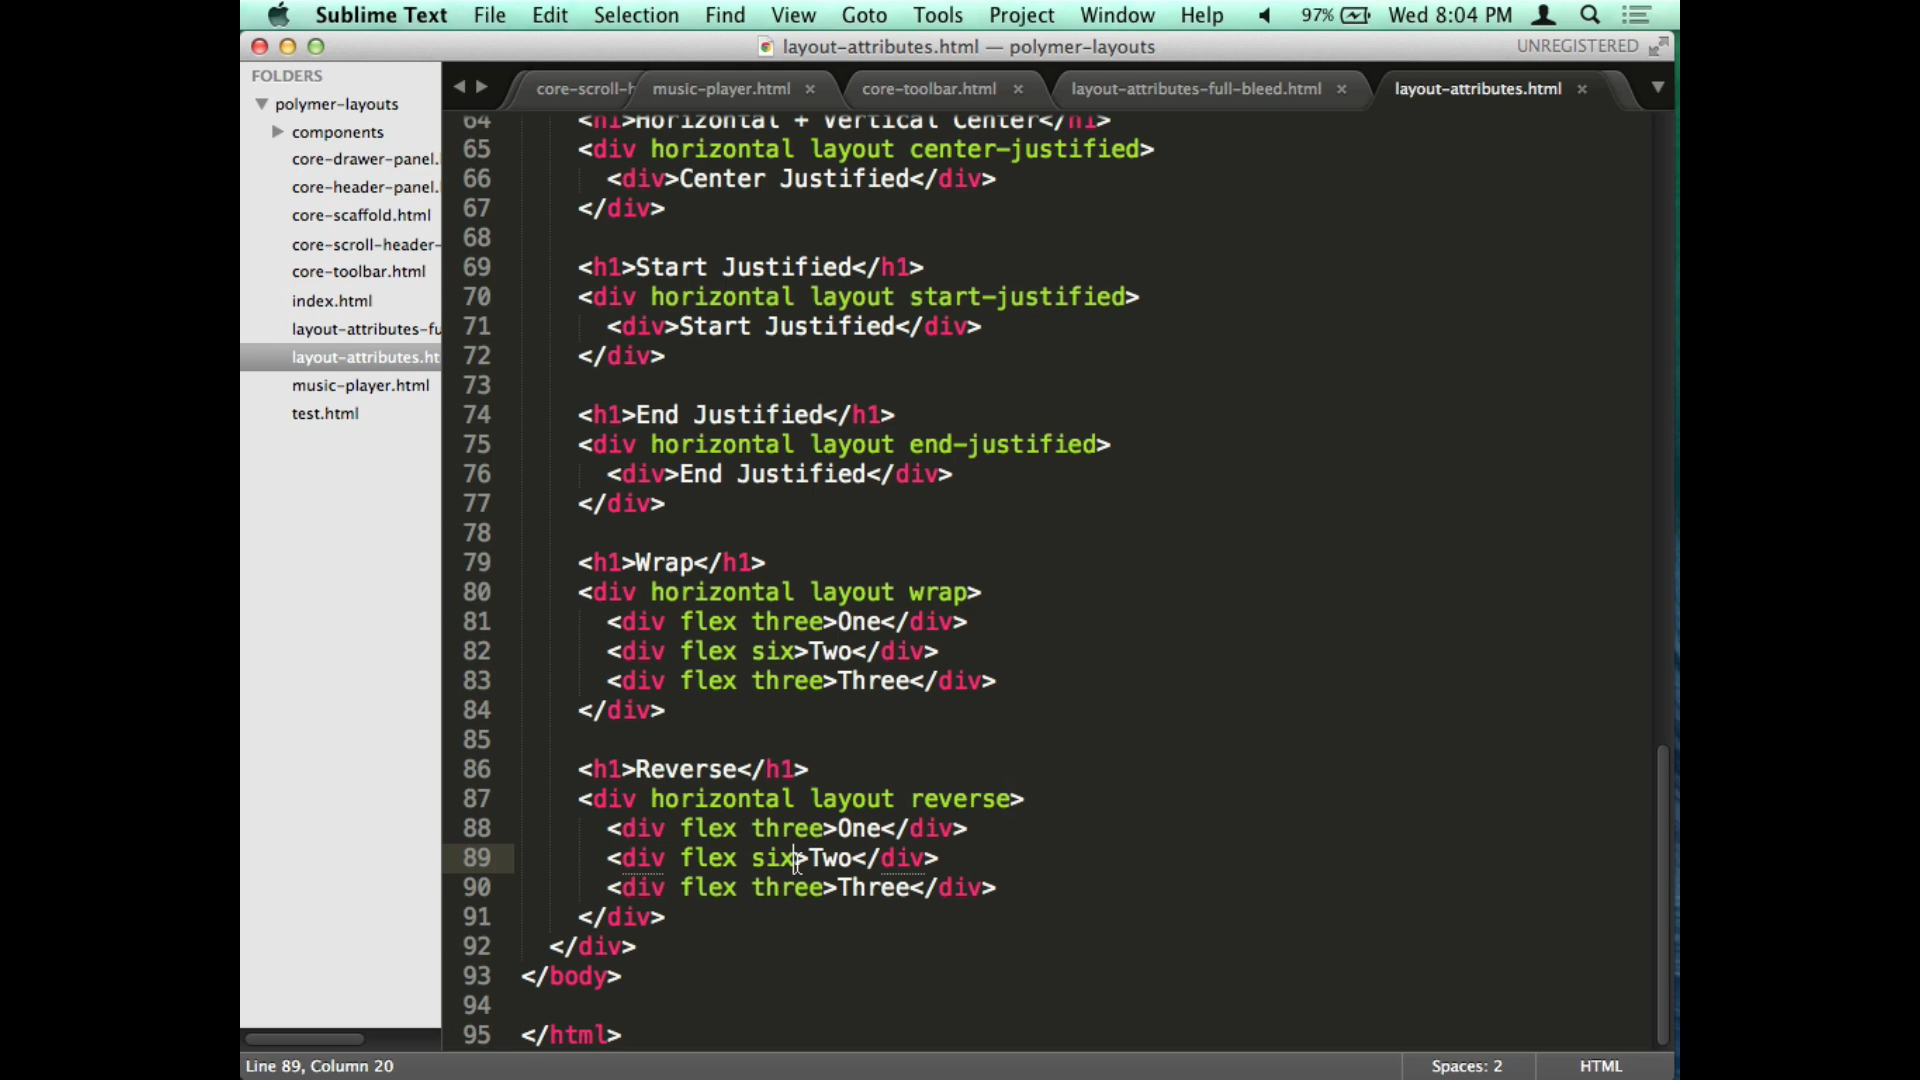 Sublime Text File Edit Selection Find View Goto Tools Project Window Help 97% Wed 8:04 PM
layout-attributes.html — polymer-layouts UNREGISTERED
FOLDERS
polymer-layouts
components
core-drawer-panel.
core-header-panel.
core-scaffold.html
core-scroll-header-
core-toolbar.html
index.html
layout-attributes-fu
layout-attributes.ht
music-player.html
test.html
core-scroll-h music-player.html × core-toolbar.html × layout-attributes-full-bleed.html × layout-attributes.html ×
64 <h1>Horizontal + Vertical Center</h1>
65 <div horizontal layout center-justified>
66 <div>Center Justified</div>
67 </div>
68
69 <h1>Start Justified</h1>
70 <div horizontal layout start-justified>
71 <div>Start Justified</div>
72 </div>
73
74 <h1>End Justified</h1>
75 <div horizontal layout end-justified>
76 <div>End Justified</div>
77 </div>
78
79 <h1>Wrap</h1>
80 <div horizontal layout wrap>
81 <div flex three>One</div>
82 <div flex six>Two</div>
83 <div flex three>Three</div>
84 </div>
85
86 <h1>Reverse</h1>
87 <div horizontal layout reverse>
88 <div flex three>One</div>
89 <div flex six>Two</div>
90 <div flex three>Three</div>
91 </div>
92 </div>
93 </body>
94
95 </html>
Line 89, Column 20 Spaces: 2 HTML